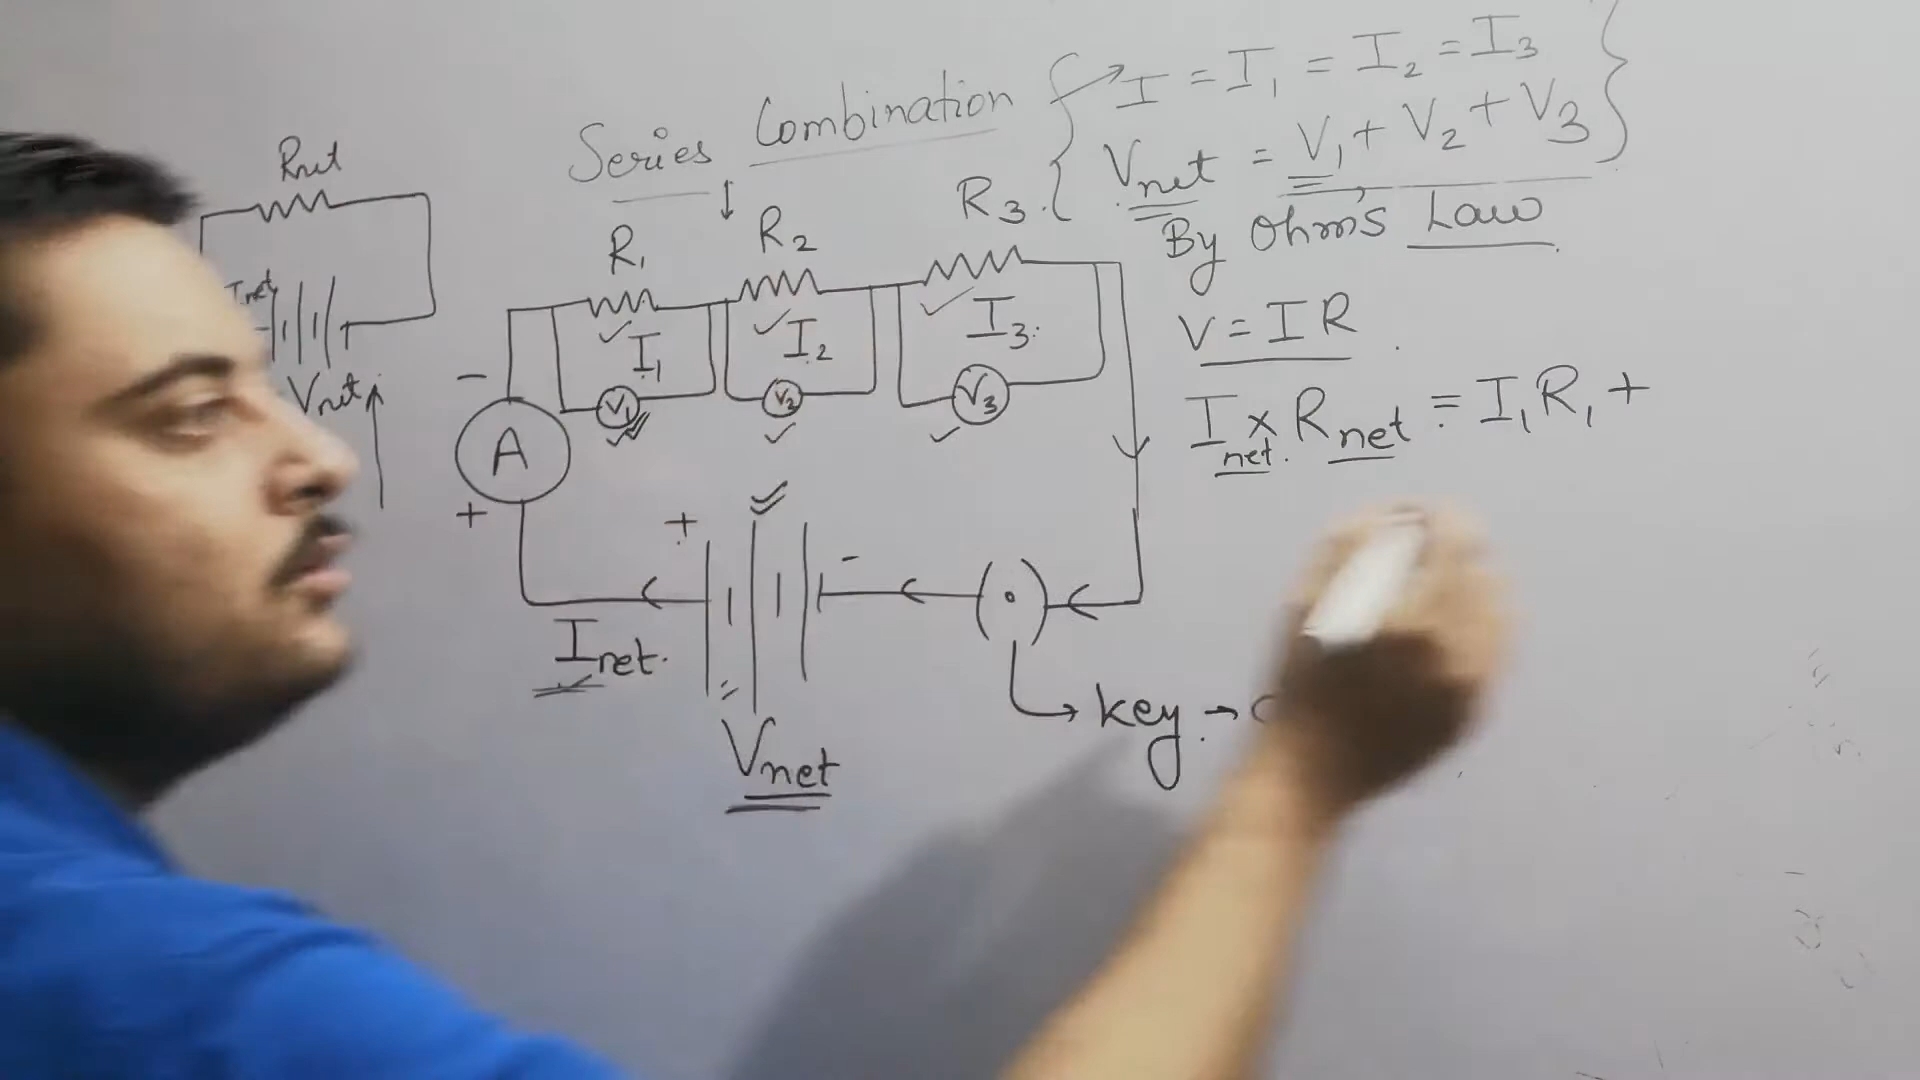 Series Combination
I = I₁ = I₂ = I₃
Vnet = V₁ + V₂ + V₃
By Ohm's Law
V = IR
Inet × Rnet = I₁R₁ +
Rnet
Inet
Vnet
R₁ R₂ R₃
I₁ I₂ I₃
V₁ V₂ V₃
-
A
+
+ -
Inet.
Vnet
key →